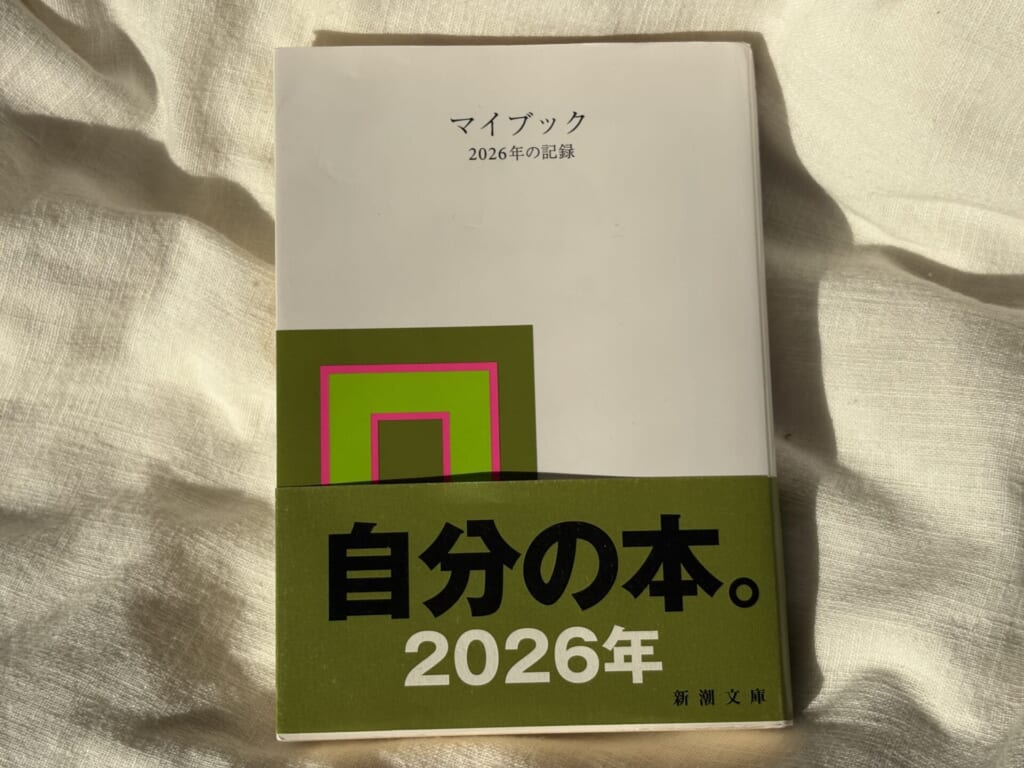 マイブック
2026年の記録
自分の本。
2026年
新潮文庫